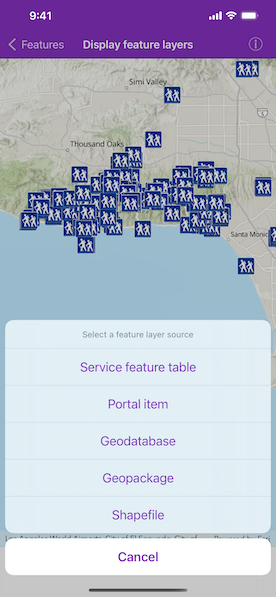 9:41
Features
Display feature layers
Simi Valley
Thousand Oaks
Santa Monic
Select a feature layer source
Service feature table
Portal item
Geodatabase
Geopackage
Shapefile
Los Angeles World Airports, City of El Segundo, City of Powered by Esri
Cancel